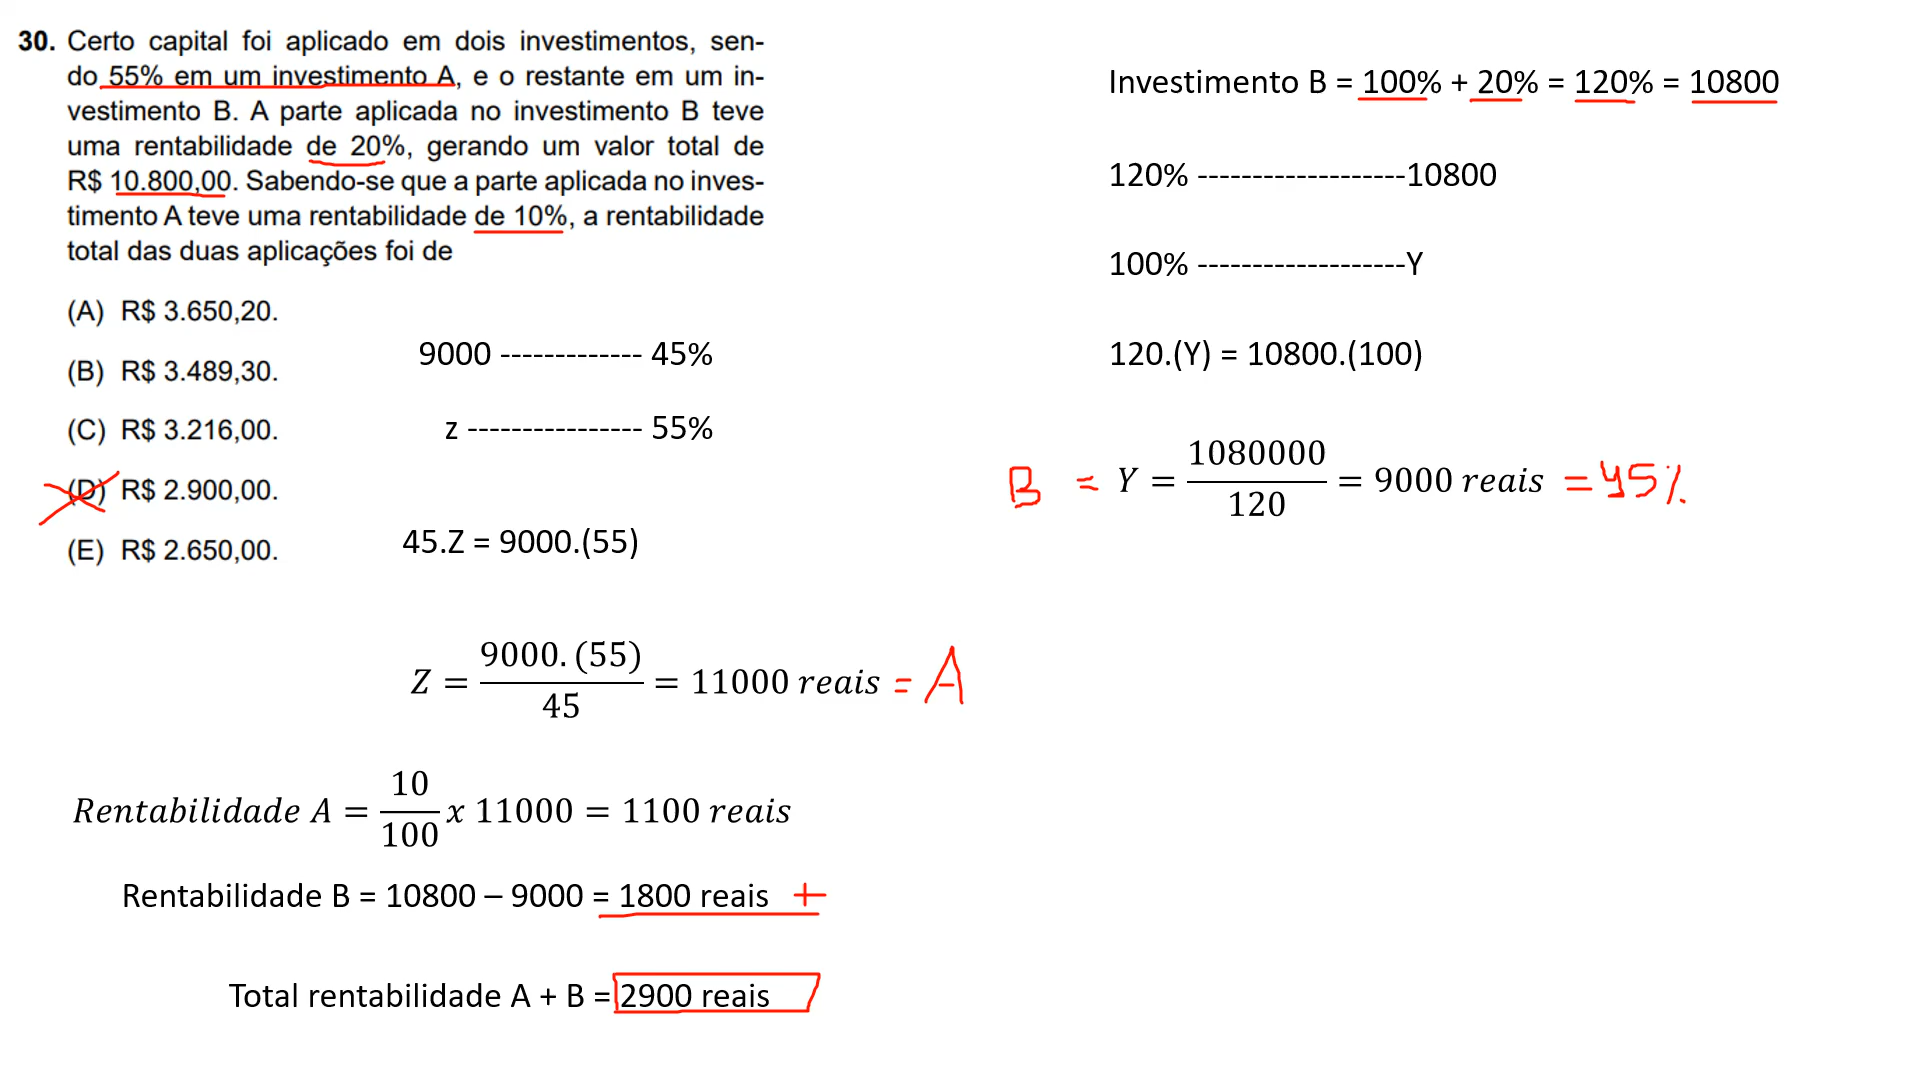 30. Certo capital foi aplicado em dois investimentos, sen-
do 55% em um investimento A, e o restante em um in-
vestimento B. A parte aplicada no investimento B teve
uma rentabilidade de 20%, gerando um valor total de
R$ 10.800,00. Sabendo-se que a parte aplicada no inves-
timento A teve uma rentabilidade de 10%, a rentabilidade
total das duas aplicações foi de
(A) R$ 3.650,20.
(B) R$ 3.489,30.
(C) R$ 3.216,00.
(D) R$ 2.900,00.
(E) R$ 2.650,00.
9000 ------------- 45%
z ---------------- 55%
45.Z = 9000.(55)
Z = 9000.(55) / 45 = 11000 reais = A
Rentabilidade A = 10/100 x 11000 = 1100 reais
Rentabilidade B = 10800 – 9000 = 1800 reais +
Total rentabilidade A + B = 2900 reais
Investimento B = 100% + 20% = 120% = 10800
120% -------------------10800
100% -------------------Y
120.(Y) = 10800.(100)
B = Y = 1080000 / 120 = 9000 reais = 45%